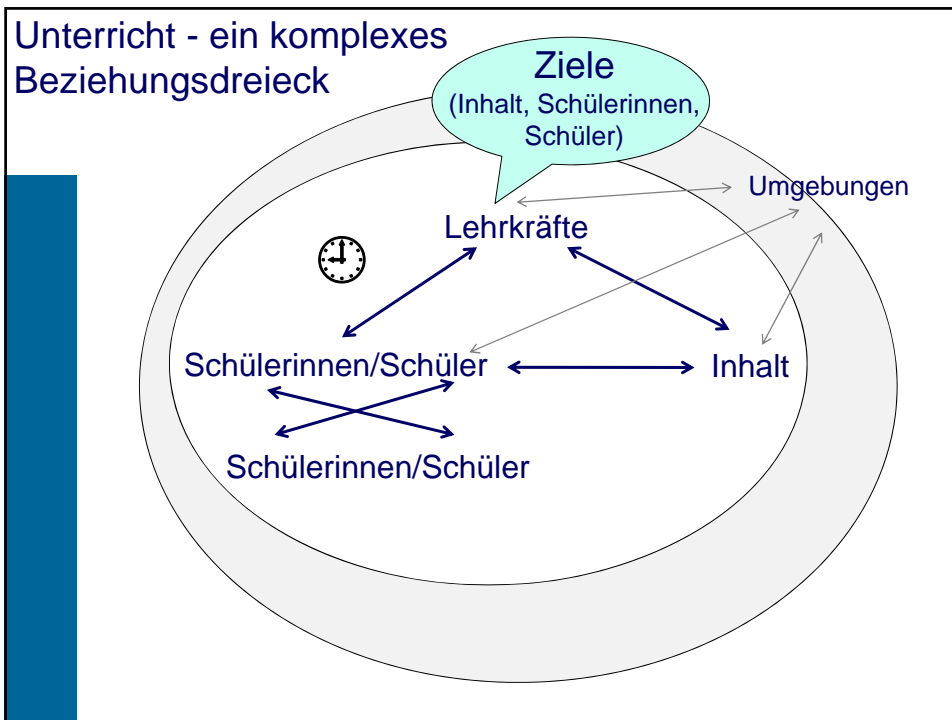 Unterricht - ein komplexes
Beziehungsdreieck
Ziele
(Inhalt, Schülerinnen,
Schüler)
Umgebungen
Lehrkräfte
Schülerinnen/Schüler
Inhalt
Schülerinnen/Schüler